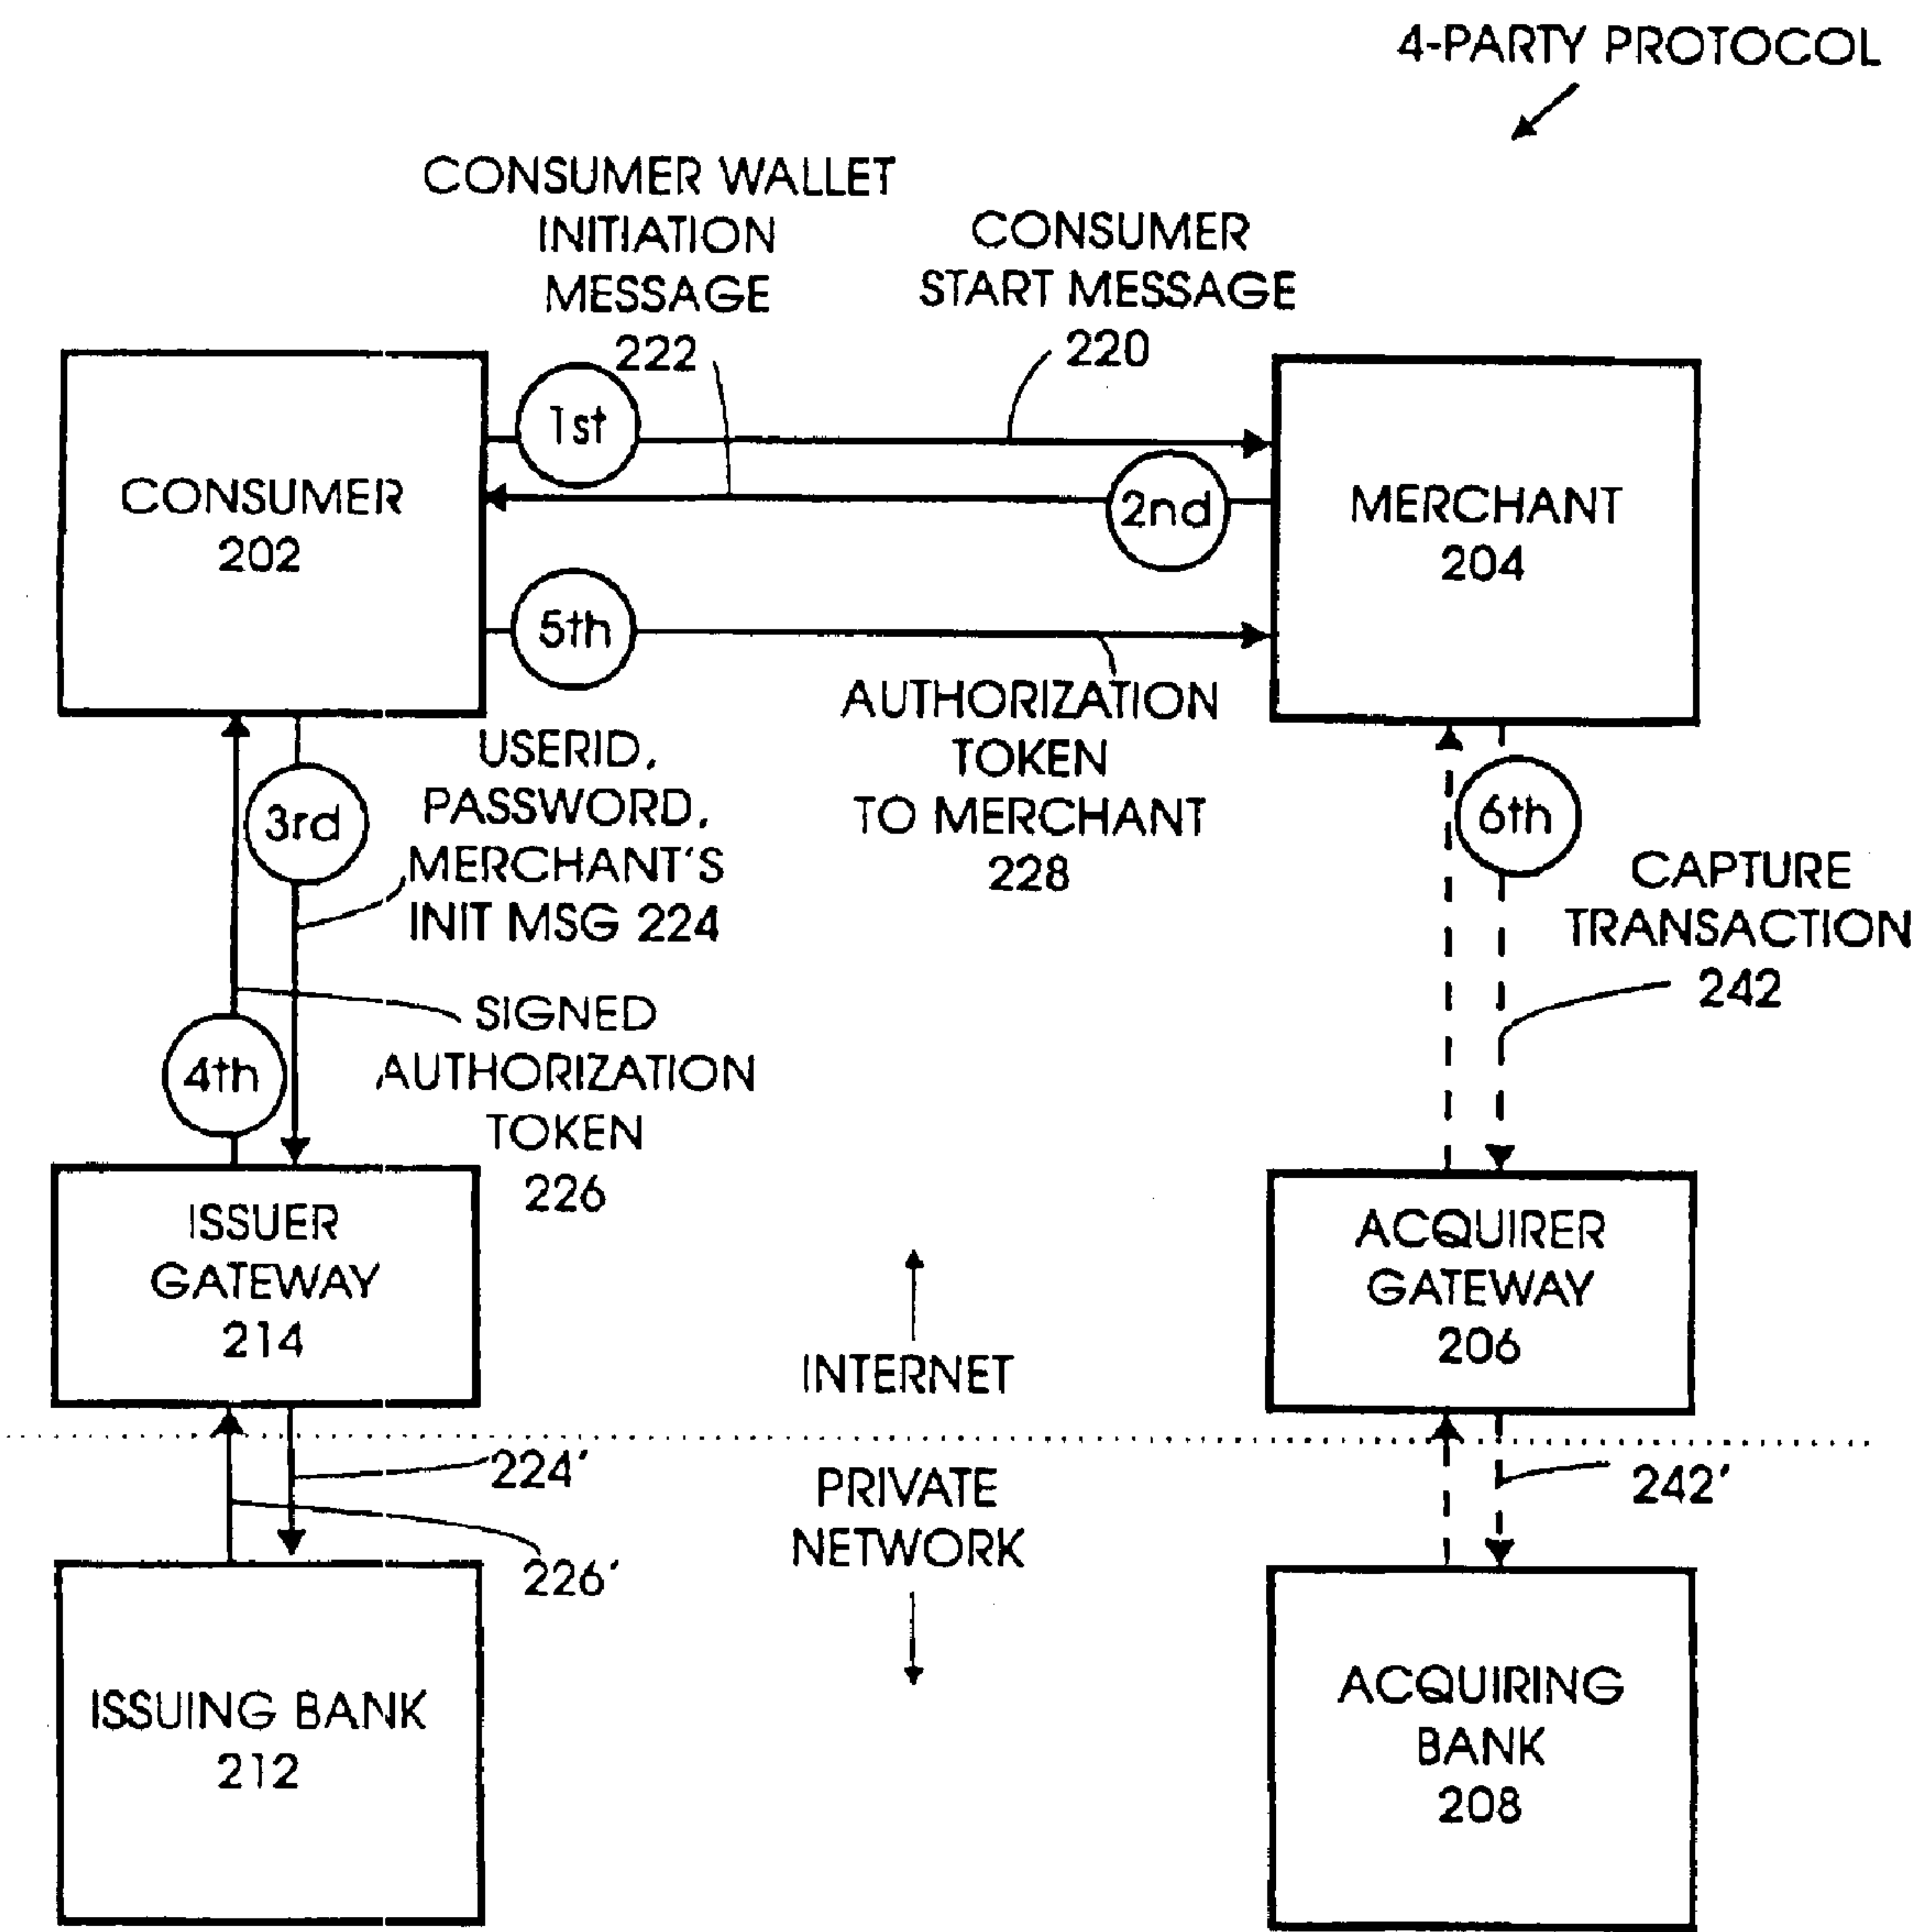 4-PARTY PROTOCOL
CONSUMER WALLET
INITIATION
MESSAGE
222
CONSUMER
START MESSAGE
220
CONSUMER
202
1st
2nd
5th
MERCHANT
204
AUTHORIZATION
TOKEN
TO MERCHANT
228
3rd
USERID,
PASSWORD,
MERCHANT'S
INIT MSG 224
6th
CAPTURE
TRANSACTION
242
4th
SIGNED
AUTHORIZATION
TOKEN
226
ISSUER
GATEWAY
214
INTERNET
ACQUIRER
GATEWAY
206
224'
226'
PRIVATE
NETWORK
242'
ISSUING BANK
212
ACQUIRING
BANK
208